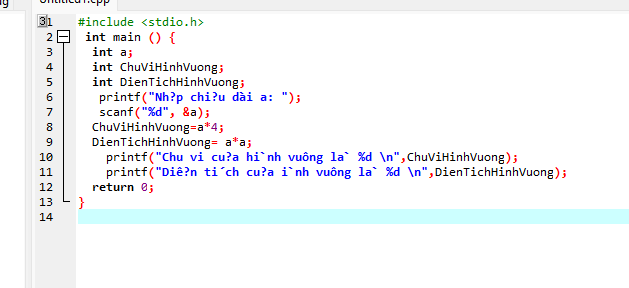 Untitled1.cpp
31 #include <stdio.h>
2 int main () {
3 int a;
4 int ChuViHinhVuong;
5 int DienTichHinhVuong;
6 printf("Nh?p chi?u dài a: ");
7 scanf("%d", &a);
8 ChuViHinhVuong=a*4;
9 DienTichHinhVuong= a*a;
10 printf("Chu vi cu?a hi`nh vuông la` %d \n",ChuViHinhVuong);
11 printf("Diê?n ti´ch cu?a i`nh vuông la` %d \n",DienTichHinhVuong);
12 return 0;
13 }
14